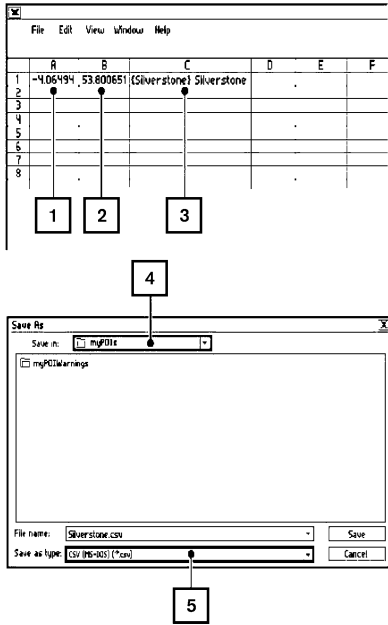 File Edit View Window Help
A B C D E F
1 -4.06494 53.800651 {Silverstone} Silverstone
2
3
4
5
6
7
8
1 2 3
4
Save As
Save in: myPOIs
myPOIWarnings
File name: Silverstone.csv Save
Save as type: CSV (MS-DOS) (*.csv) Cancel
5